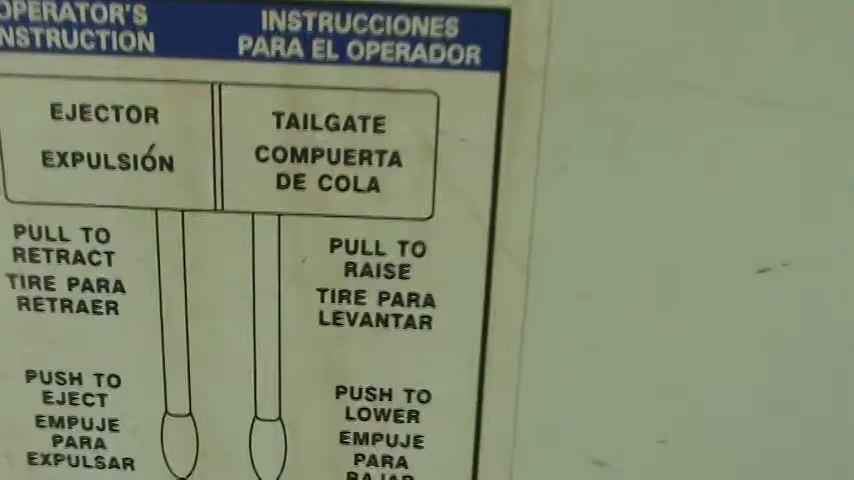 OPERATOR'S
INSTRUCTION
INSTRUCCIONES
PARA EL OPERADOR
EJECTOR
EXPULSIÓN
TAILGATE
COMPUERTA
DE COLA
PULL TO
RETRACT
TIRE PARA
RETRAER
PULL TO
RAISE
TIRE PARA
LEVANTAR
PUSH TO
EJECT
EMPUJE
PARA
EXPULSAR
PUSH TO
LOWER
EMPUJE
PARA
BAJAR